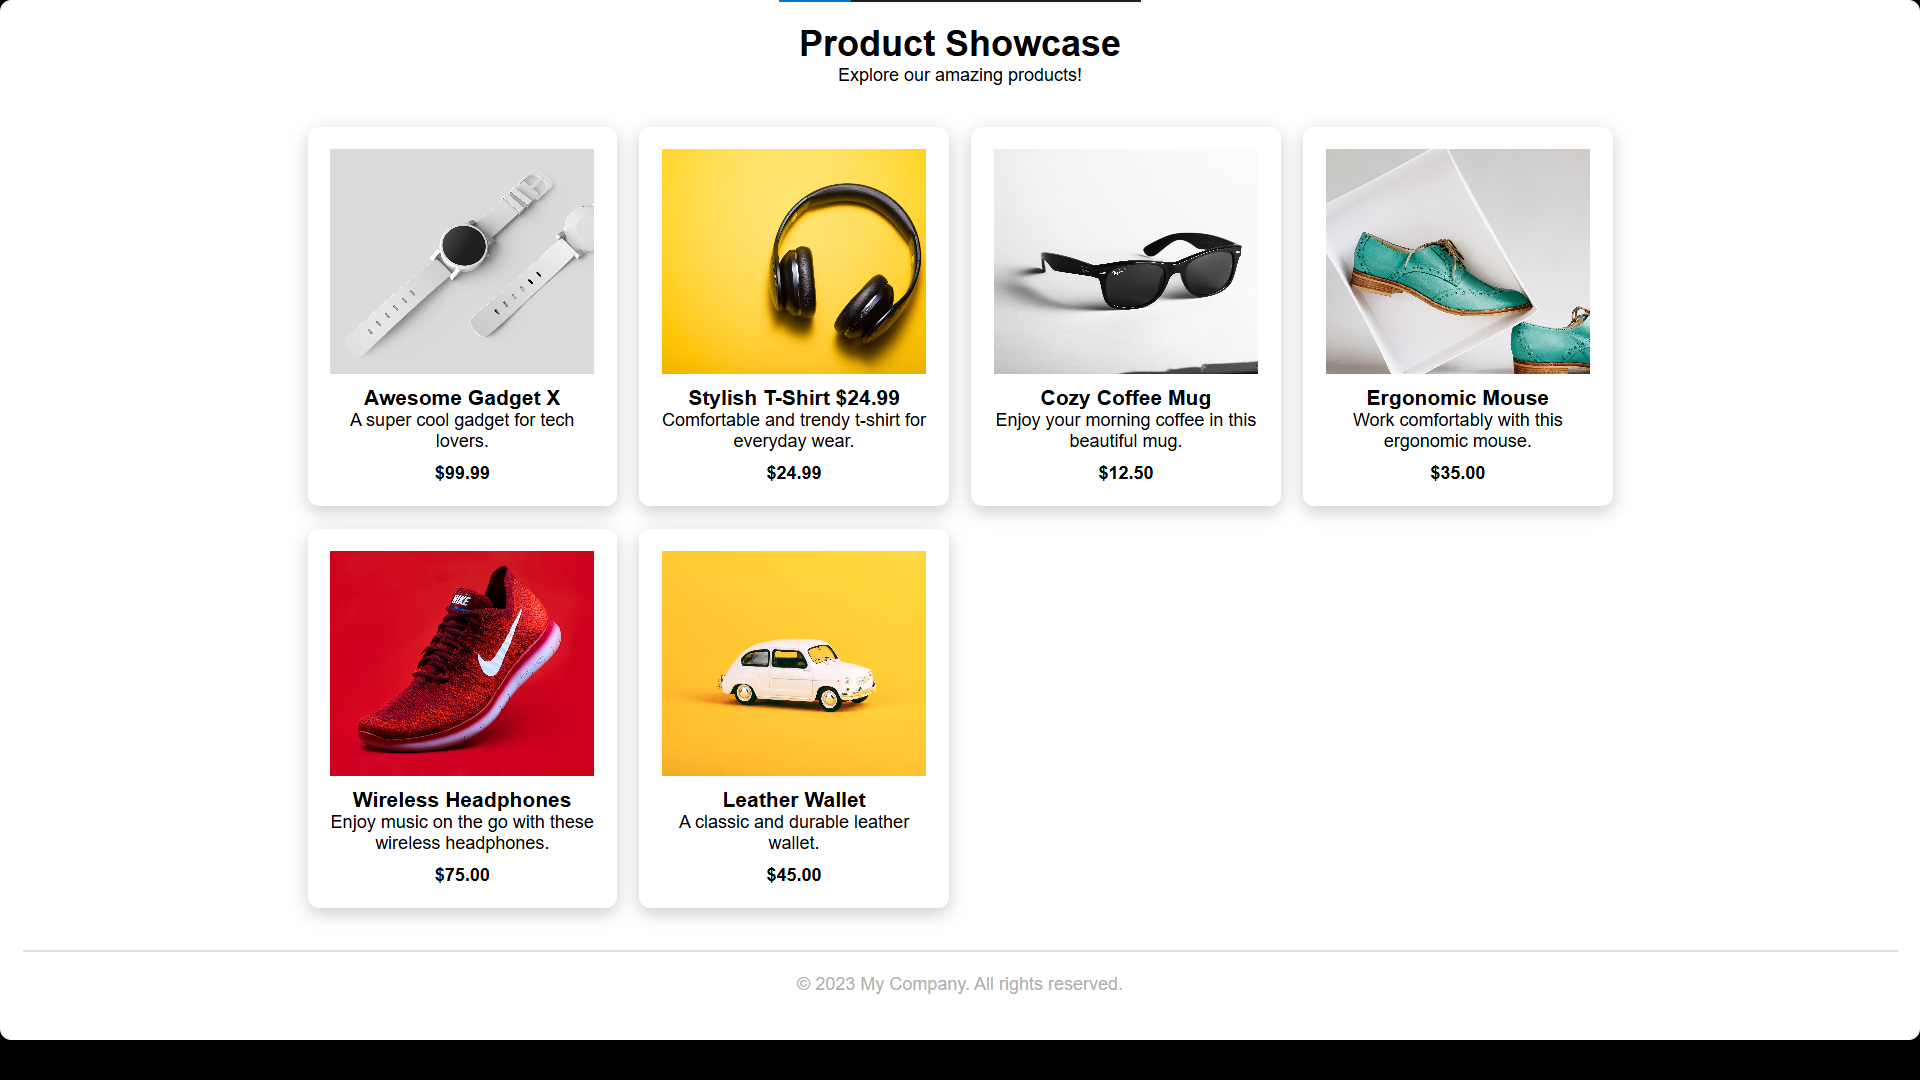 Product Showcase
Explore our amazing products!
Awesome Gadget X
A super cool gadget for tech
lovers.
$99.99
Stylish T-Shirt $24.99
Comfortable and trendy t-shirt for
everyday wear.
$24.99
Cozy Coffee Mug
Enjoy your morning coffee in this
beautiful mug.
$12.50
Ergonomic Mouse
Work comfortably with this
ergonomic mouse.
$35.00
NIKE
Wireless Headphones
Enjoy music on the go with these
wireless headphones.
$75.00
Leather Wallet
A classic and durable leather
wallet.
$45.00
© 2023 My Company. All rights reserved.